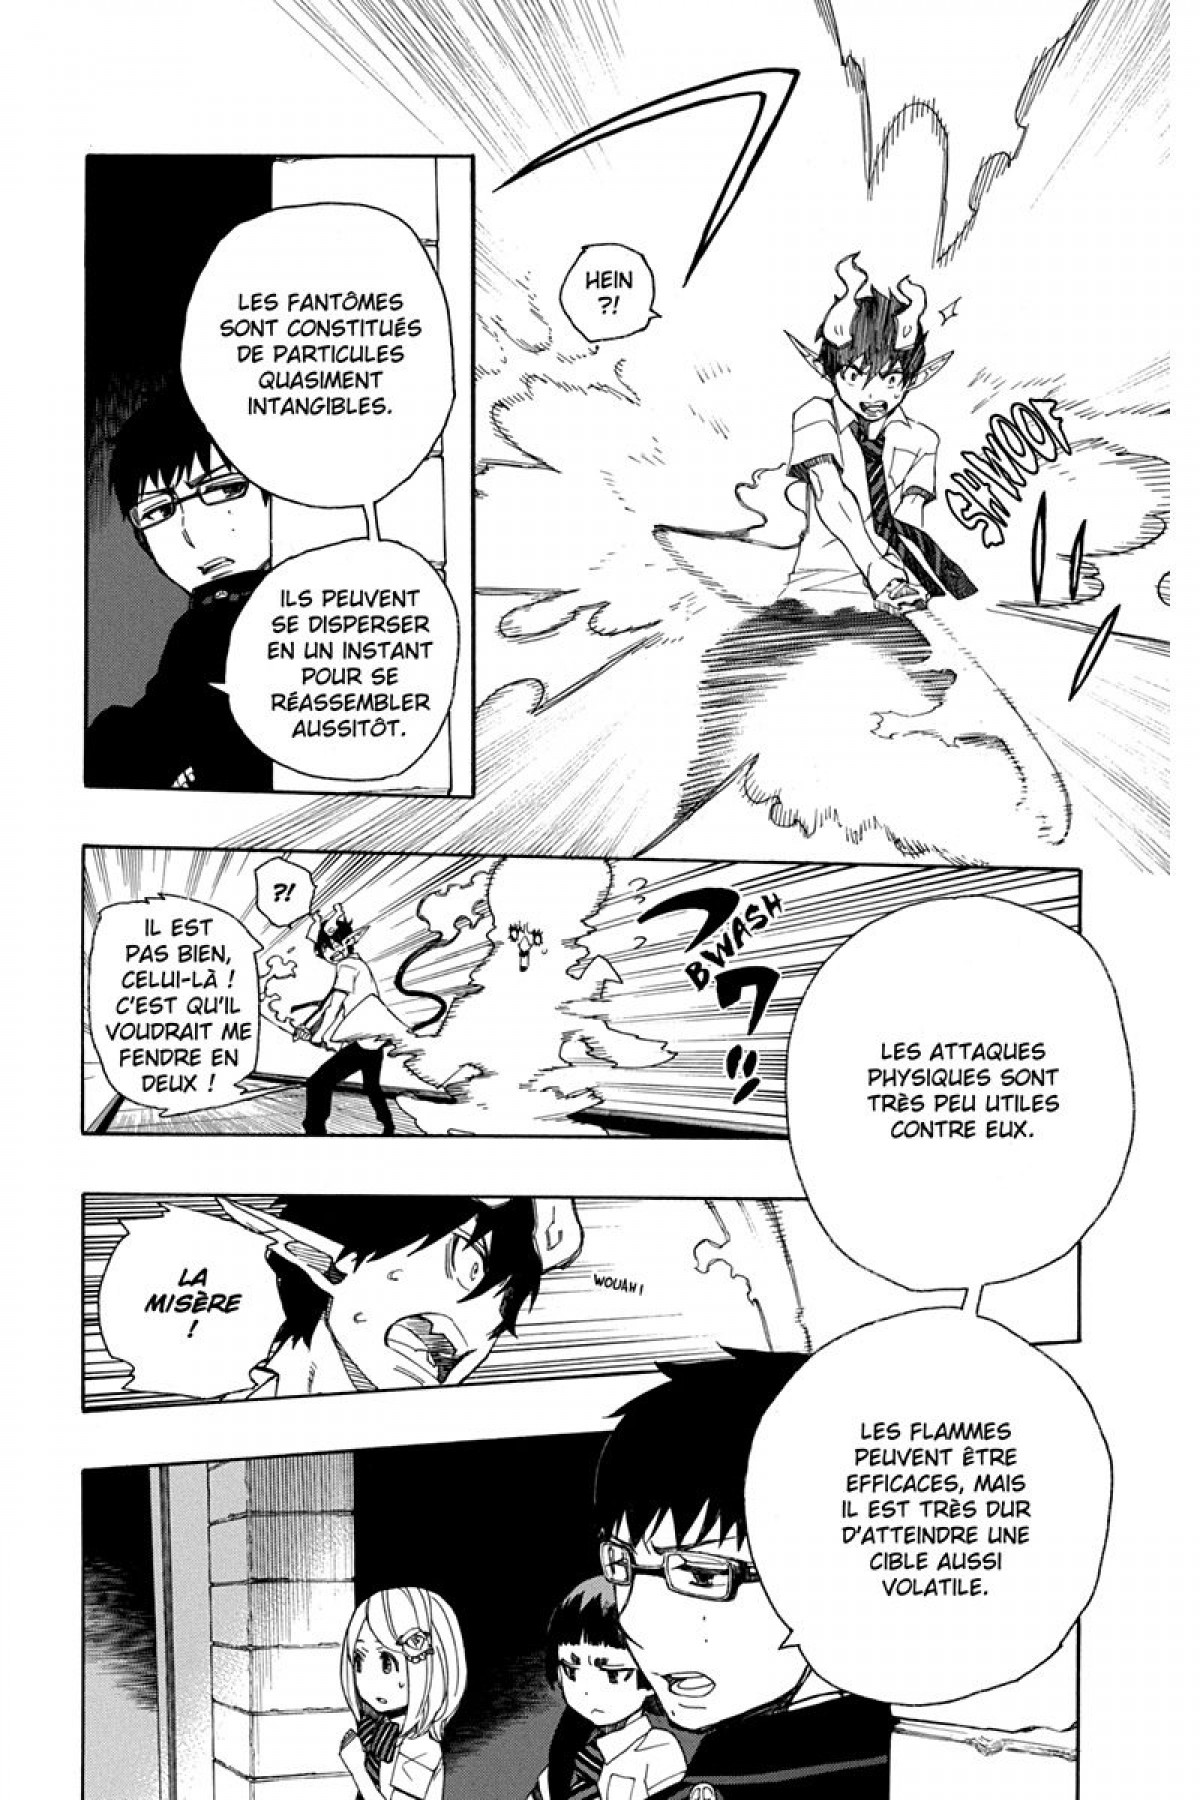 HEIN
?!
SHWOOF
LES FANTÔMES
SONT CONSTITUÉS
DE PARTICULES
QUASIMENT
INTANGIBLES.
ILS PEUVENT
SE DISPERSER
EN UN INSTANT
POUR SE
RÉASSEMBLER
AUSSITÔT.
BWASH
ブワッ
?!
IL EST
PAS BIEN,
CELUI-LÀ !
C'EST QU'IL
VOUDRAIT ME
FENDRE EN
DEUX !
LES ATTAQUES
PHYSIQUES SONT
TRÈS PEU UTILES
CONTRE EUX.
WOUAH !
LA
MISÈRE
!
LES FLAMMES
PEUVENT ÊTRE
EFFICACES, MAIS
IL EST TRÈS DUR
D'ATTEINDRE UNE
CIBLE AUSSI
VOLATILE.